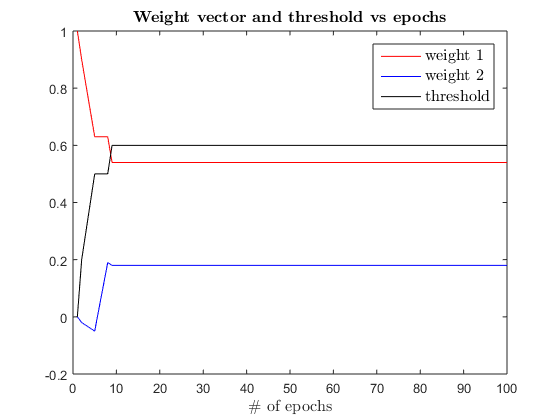 Weight vector and threshold vs epochs
1
0.8
0.6
0.4
0.2
0
-0.2
weight 1
weight 2
threshold
0 10 20 30 40 50 60 70 80 90 100
# of epochs